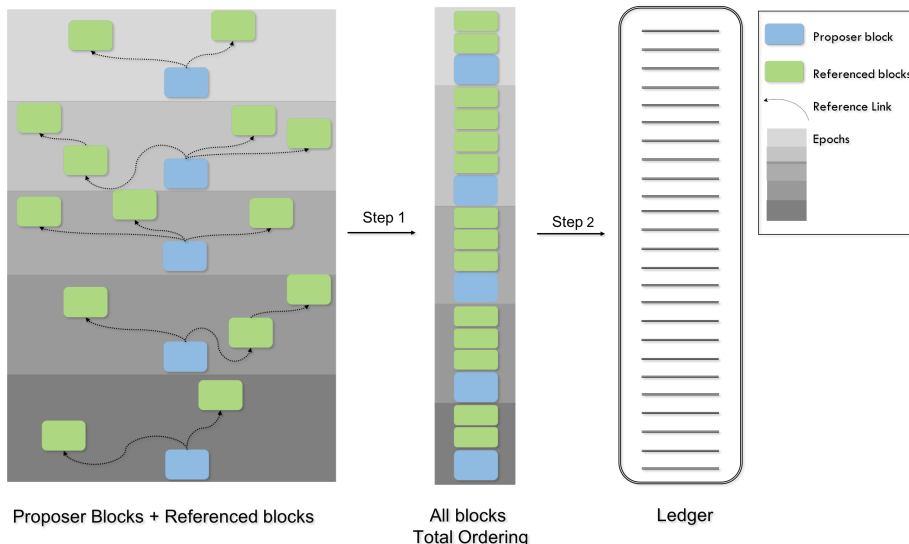 Proposer block
Referenced blocks
Reference Link
Epochs
Step 1
Step 2
Proposer Blocks + Referenced blocks
All blocks
Total Ordering
Ledger